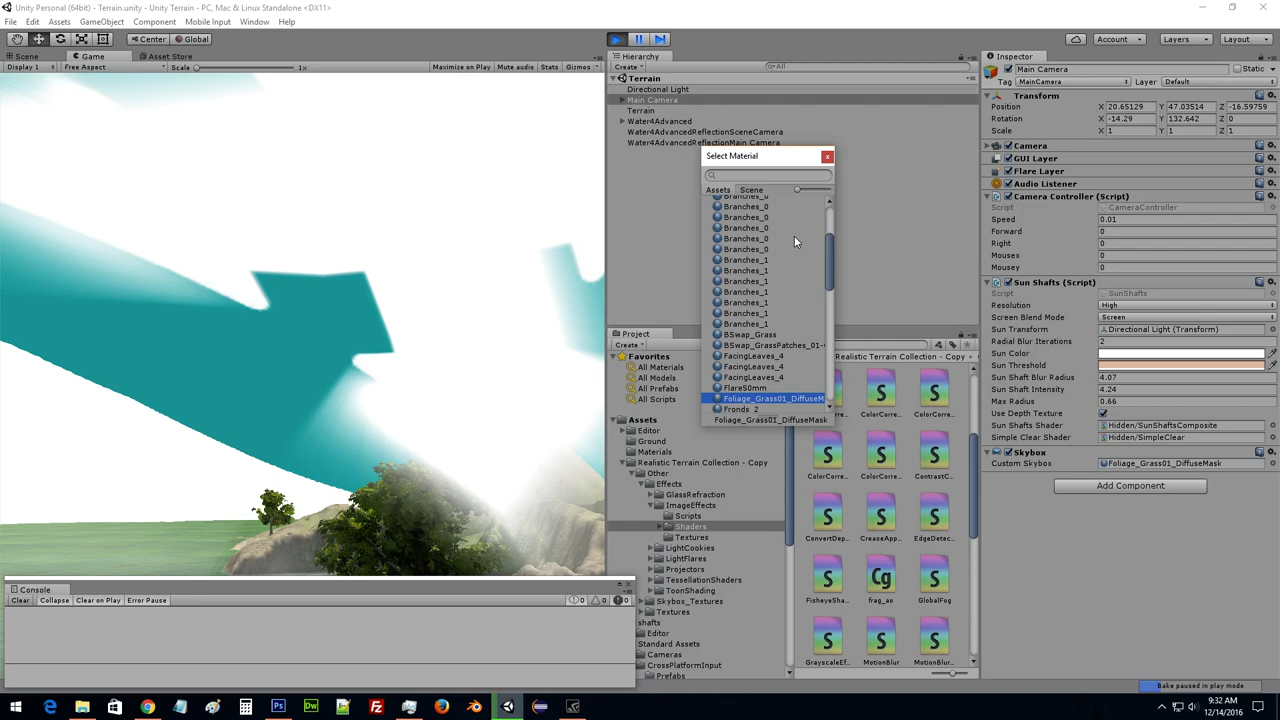 Unity Personal (64bit) - Terrain.unity - Unity Terrain - PC, Mac & Linux Standalone <DX11>
File Edit Assets GameObject Component Mobile Input Window Help
Center Global Account Layers Layout
Scene Game Asset Store
Display 1 Free Aspect Scale 1x Maximize on Play Mute audio Stats Gizmos
Hierarchy
Create All
Terrain
Directional Light
Main Camera
Terrain
Water4Advanced
Water4AdvancedReflectionSceneCamera
Water4AdvancedReflectionMain Camera
Select Material
Assets Scene
Branches_0
Branches_0
Branches_0
Branches_0
Branches_0
Branches_0
Branches_1
Branches_1
Branches_1
Branches_1
Branches_1
Branches_1
Branches_1
BSwap_Grass
BSwap_GrassPatches_01-
FacingLeaves_4
FacingLeaves_4
FacingLeaves_4
Flare50mm
Foliage_Grass01_DiffuseM
Fronds_2
Foliage_Grass01_DiffuseMask
Project
Create
Favorites
All Materials
All Models
All Prefabs
All Scripts
Assets
Editor
Ground
Materials
Realistic Terrain Collection - Copy
Other
Effects
GlassRefraction
ImageEffects
Scripts
Shaders
Textures
LightCookies
LightFlares
Projectors
TessellationShaders
ToonShading
Skybox_Textures
Textures
shafts
Editor
Standard Assets
Cameras
CrossPlatformInput
Prefabs
Realistic Terrain Collection - Copy
ColorCorre... ColorCorre...
ColorCorre... ColorCorre... ContrastC...
ConvertDep... CreaseApp... EdgeDetec...
FisheyeSha... frag_ao GlobalFog
GrayscaleEf... MotionBlur MotionBlur...
Inspector
Main Camera Static
Tag MainCamera Layer Default
Transform
Position X 20.65129 Y 47.03514 Z -16.59759
Rotation X -14.29 Y 132.642 Z 0
Scale X 1 Y 1 Z 1
Camera
GUI Layer
Flare Layer
Audio Listener
Camera Controller (Script)
Script CameraController
Speed 0.01
Forward 0
Right 0
Mousex 0
Mousey 0
Sun Shafts (Script)
Script SunShafts
Resolution High
Screen Blend Mode Screen
Sun Transform Directional Light (Transform)
Radial Blur Iterations 2
Sun Color
Sun Threshold
Sun Shaft Blur Radius 4.07
Sun Shaft Intensity 4.24
Max Radius 0.66
Use Depth Texture
Sun Shafts Shader Hidden/SunShaftsComposite
Simple Clear Shader Hidden/SimpleClear
Skybox
Custom Skybox Foliage_Grass01_DiffuseMask
Add Component
Console
Clear Collapse Clear on Play Error Pause 0 0 0
Bake paused in play mode
9:32 AM
12/14/2016